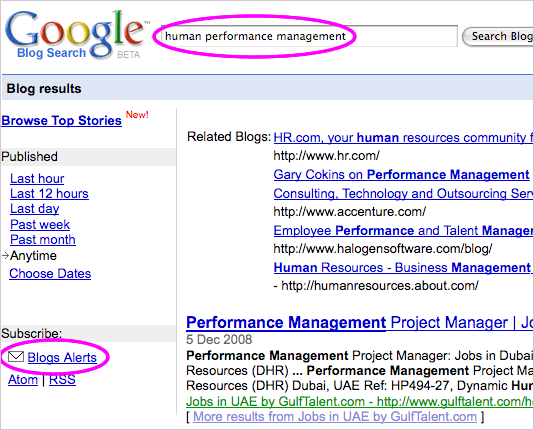 Google™
Blog Search BETA
human performance management
Search Blog
Blog results
Browse Top Stories New!
Published
Last hour
Last 12 hours
Last day
Past week
Past month
Anytime
Choose Dates
Subscribe:
Blogs Alerts
Atom | RSS
Related Blogs: HR.com, your human resources community f
http://www.hr.com/
Gary Cokins on Performance Management
Consulting, Technology and Outsourcing Serv
http://www.accenture.com/
Employee Performance and Talent Manager
http://www.halogensoftware.com/blog/
Human Resources - Business Management
- http://humanresources.about.com/
Performance Management Project Manager | Jo
5 Dec 2008
Performance Management Project Manager: Jobs in Dubai
Resources (DHR) ... Performance Management Project Mana
Resources (DHR) Dubai, UAE Ref: HP494-27, Dynamic Hum
Jobs in UAE by GulfTalent.com - http://www.gulftalent.com/h
[ More results from Jobs in UAE by GulfTalent.com ]